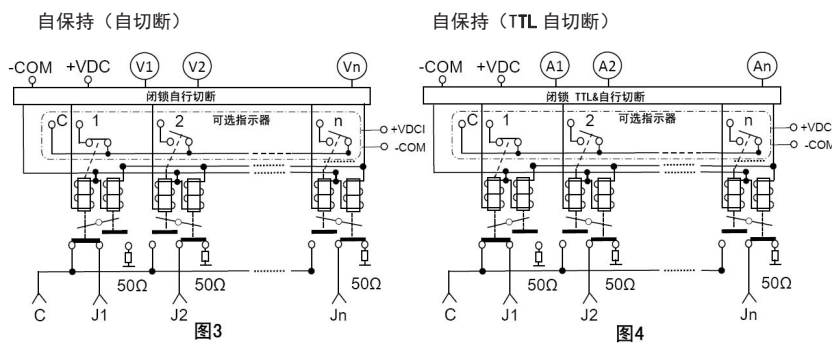 自保持（自切断）
-COM +VDC V1 V2 Vn
闭锁自行切断
C 1 2 可选指示器 n
+VDCI
-COM
50Ω 50Ω 50Ω
C J1 J2 Jn
图3
自保持（TTL 自切断）
-COM +VDC A1 A2 An
闭锁 TTL&自行切断
C 1 2 可选指示器 n
+VDCI
-COM
50Ω 50Ω 50Ω
C J1 J2 Jn
图4